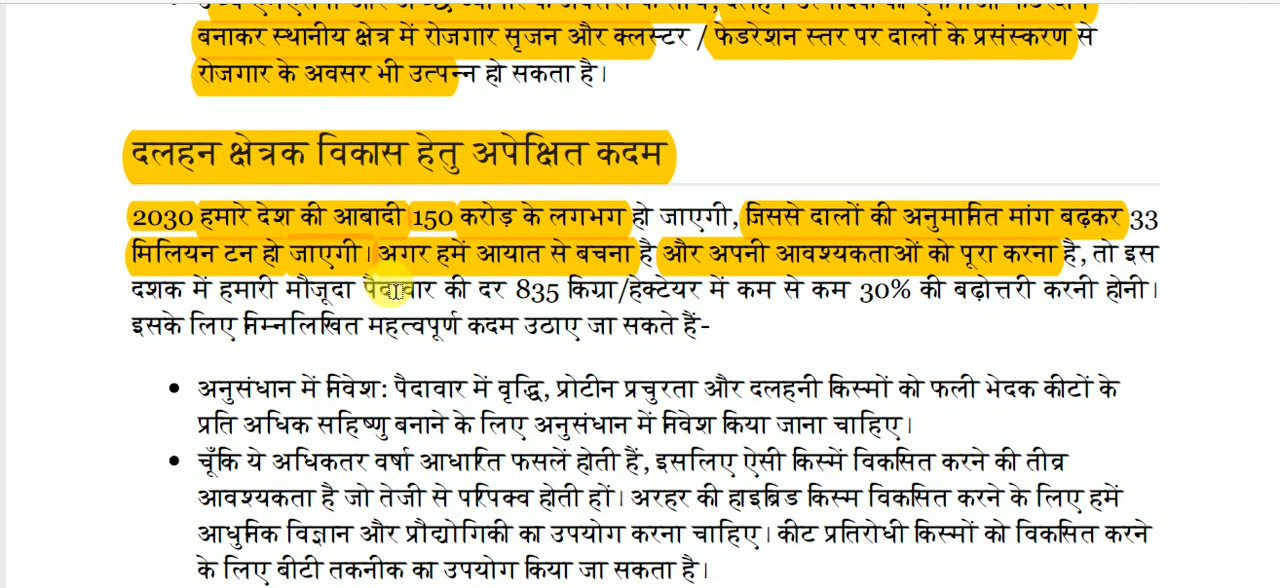 बनाकर स्थानीय क्षेत्र में रोजगार सृजन और क्लस्टर / फेडरेशन स्तर पर दालों के प्रसंस्करण से
रोजगार के अवसर भी उत्पन्न हो सकता है।
दलहन क्षेत्रक विकास हेतु अपेक्षित कदम
2030 हमारे देश की आबादी 150 करोड़ के लगभग हो जाएगी, जिससे दालों की अनुमानित मांग बढ़कर 33
मिलियन टन हो जाएगी। अगर हमें आयात से बचना है और अपनी आवश्यकताओं को पूरा करना है, तो इस
दशक में हमारी मौजूदा पैदावार की दर 835 किग्रा/हेक्टेयर में कम से कम 30% की बढ़ोत्तरी करनी होनी।
इसके लिए निम्नलिखित महत्वपूर्ण कदम उठाए जा सकते हैं-
• अनुसंधान में निवेश: पैदावार में वृद्धि, प्रोटीन प्रचुरता और दलहनी किस्मों को फली भेदक कीटों के
प्रति अधिक सहिष्णु बनाने के लिए अनुसंधान में निवेश किया जाना चाहिए।
• चूँकि ये अधिकतर वर्षा आधारित फसलें होती हैं, इसलिए ऐसी किस्में विकसित करने की तीव्र
आवश्यकता है जो तेजी से परिपक्व होती हों। अरहर की हाइब्रिड किस्म विकसित करने के लिए हमें
आधुनिक विज्ञान और प्रौद्योगिकी का उपयोग करना चाहिए। कीट प्रतिरोधी किस्मों को विकसित करने
के लिए बीटी तकनीक का उपयोग किया जा सकता है।